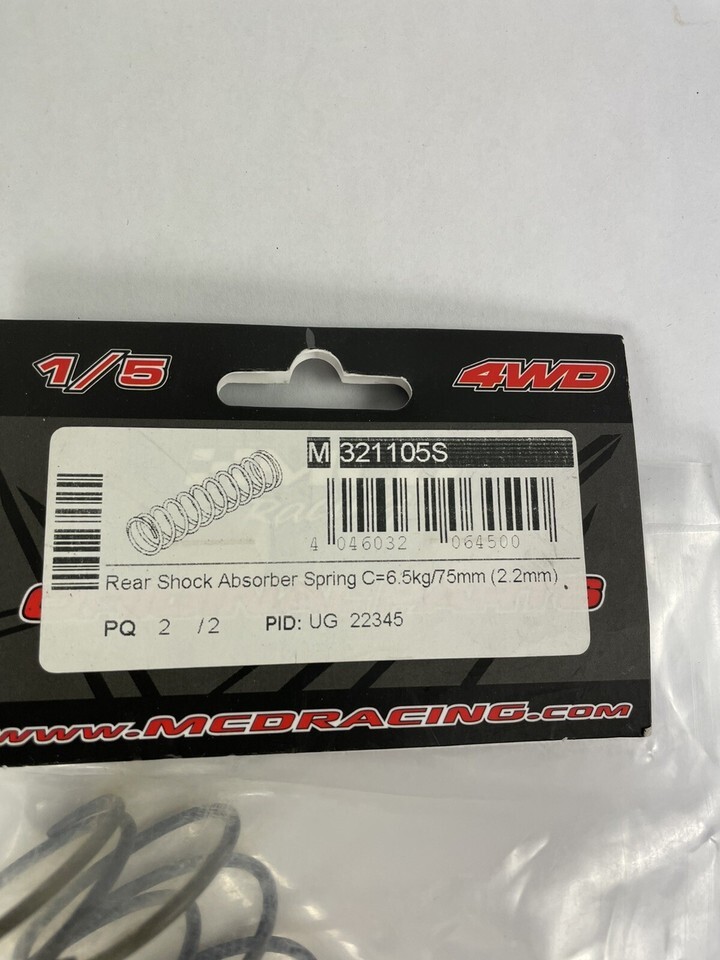 1/5
4WD
M 321105S
4 046032 064500
Rear Shock Absorber Spring C=6.5kg/75mm (2.2mm)
PQ 2 /2 PID: UG 22345
www.MCDRACING.com